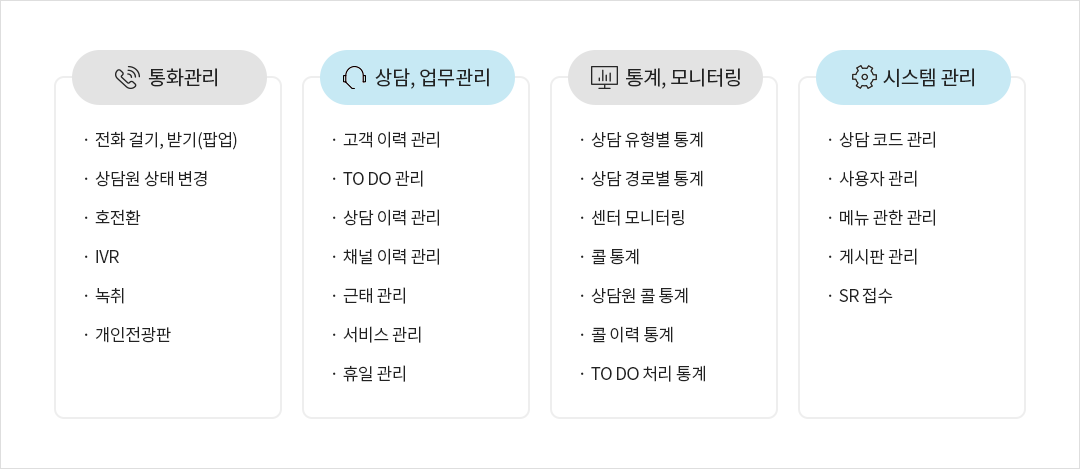 통화관리
· 전화 걸기, 받기(팝업)
· 상담원 상태 변경
· 호전환
· IVR
· 녹취
· 개인전광판
상담, 업무관리
· 고객 이력 관리
· TO DO 관리
· 상담 이력 관리
· 채널 이력 관리
· 근태 관리
· 서비스 관리
· 휴일 관리
통계, 모니터링
· 상담 유형별 통계
· 상담 경로별 통계
· 센터 모니터링
· 콜 통계
· 상담원 콜 통계
· 콜 이력 통계
· TO DO 처리 통계
시스템 관리
· 상담 코드 관리
· 사용자 관리
· 메뉴 관한 관리
· 게시판 관리
· SR 접수